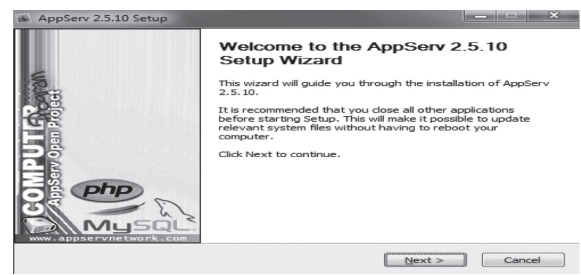 AppServ 2.5.10 Setup
Welcome to the AppServ 2.5.10
Setup Wizard
This wizard will guide you through the installation of AppServ
2.5.10.
It is recommended that you close all other applications
before starting Setup. This will make it possible to update
relevant system files without having to reboot your
computer.
Click Next to continue.
COMPUTER
Program
AppServ Open Project
php
MySQL
www.appservnetwork.com
Next >
Cancel